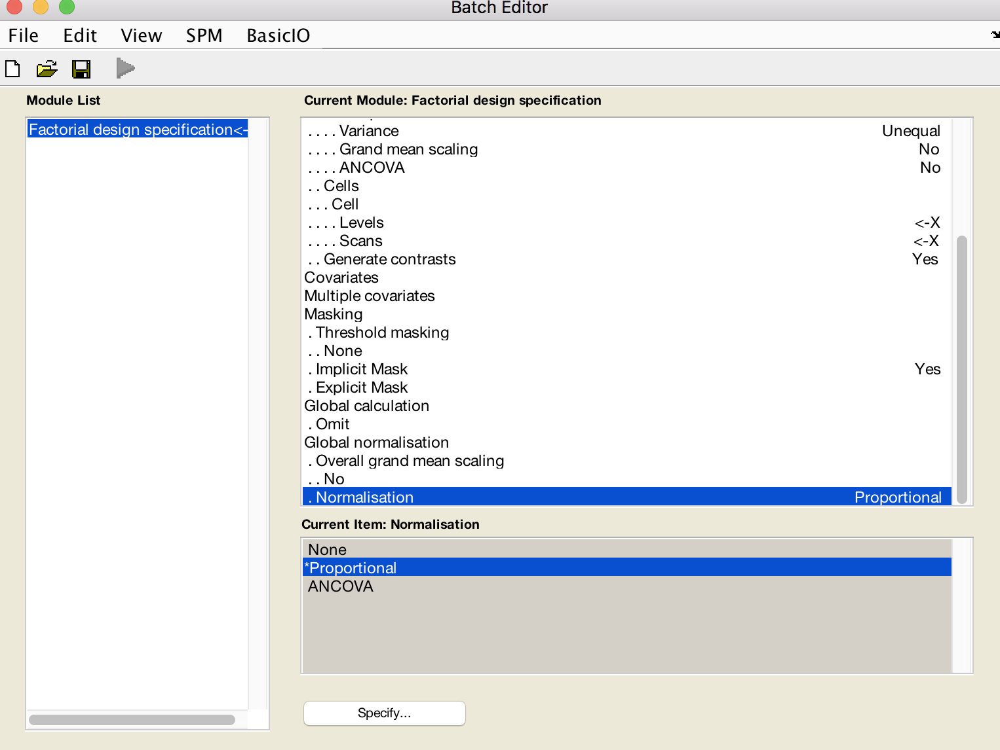 Batch Editor
File Edit View SPM BasicIO
Module List
Factorial design specification<-
Current Module: Factorial design specification
. . . . Variance Unequal
. . . . Grand mean scaling No
. . . . ANCOVA No
. . Cells
. . . Cell
. . . . Levels <-X
. . . . Scans <-X
. . Generate contrasts Yes
Covariates
Multiple covariates
Masking
. Threshold masking
. . None
. Implicit Mask Yes
. Explicit Mask
Global calculation
. Omit
Global normalisation
. Overall grand mean scaling
. . No
. Normalisation Proportional
Current Item: Normalisation
None
*Proportional
ANCOVA
Specify...